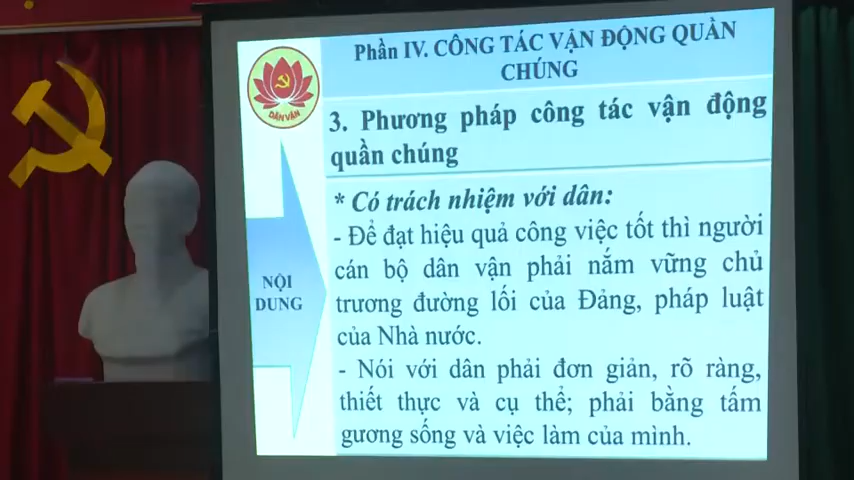 Phần IV. CÔNG TÁC VẬN ĐỘNG QUẦN
CHÚNG
DÂN VẬN
3. Phương pháp công tác vận động
quần chúng
* Có trách nhiệm với dân:
- Để đạt hiệu quả công việc tốt thì người
cán bộ dân vận phải nắm vững chủ
trương đường lối của Đảng, pháp luật
của Nhà nước.
- Nói với dân phải đơn giản, rõ ràng,
thiết thực và cụ thể; phải bằng tấm
gương sống và việc làm của mình.
NỘI
DUNG